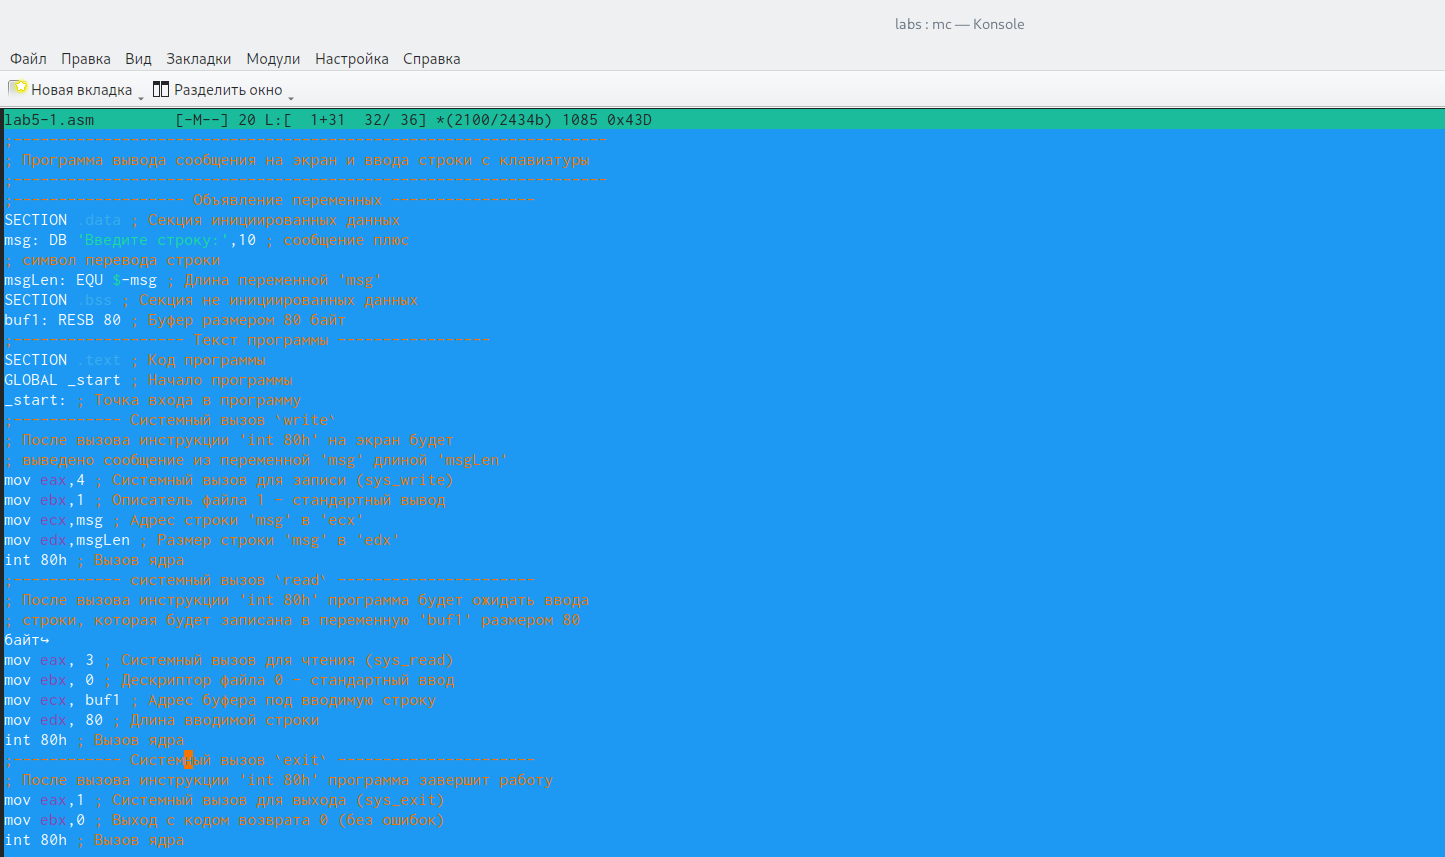 labs : mc — Konsole
Файл Правка Вид Закладки Модули Настройка Справка
Новая вкладка Разделить окно
lab5-1.asm         [-M--] 20 L:[  1+31  32/ 36] *(2100/2434b) 1085 0x43D
;------------------------------------------------------------------
; Программа вывода сообщения на экран и ввода строки с клавиатуры
;------------------------------------------------------------------
;------------------- Объявление переменных ----------------
SECTION .data ; Секция инициированных данных
msg: DB 'Введите строку:',10 ; сообщение плюс
; символ перевода строки
msgLen: EQU $-msg ; Длина переменной 'msg'
SECTION .bss ; Секция не инициированных данных
buf1: RESB 80 ; Буфер размером 80 байт
;------------------- Текст программы -----------------
SECTION .text ; Код программы
GLOBAL _start ; Начало программы
_start: ; Точка входа в программу
;------------ Системный вызов `write`
; После вызова инструкции 'int 80h' на экран будет
; выведено сообщение из переменной 'msg' длиной 'msgLen'
mov eax,4 ; Системный вызов для записи (sys_write)
mov ebx,1 ; Описатель файла 1 - стандартный вывод
mov ecx,msg ; Адрес строки 'msg' в 'ecx'
mov edx,msgLen ; Размер строки 'msg' в 'edx'
int 80h ; Вызов ядра
;------------ системный вызов `read` ----------------------
; После вызова инструкции 'int 80h' программа будет ожидать ввода
; строки, которая будет записана в переменную 'buf1' размером 80
байт↪
mov eax, 3 ; Системный вызов для чтения (sys_read)
mov ebx, 0 ; Дескриптор файла 0 - стандартный ввод
mov ecx, buf1 ; Адрес буфера под вводимую строку
mov edx, 80 ; Длина вводимой строки
int 80h ; Вызов ядра
;------------ Системный вызов `exit` ----------------------
; После вызова инструкции 'int 80h' программа завершит работу
mov eax,1 ; Системный вызов для выхода (sys_exit)
mov ebx,0 ; Выход с кодом возврата 0 (без ошибок)
int 80h ; Вызов ядра